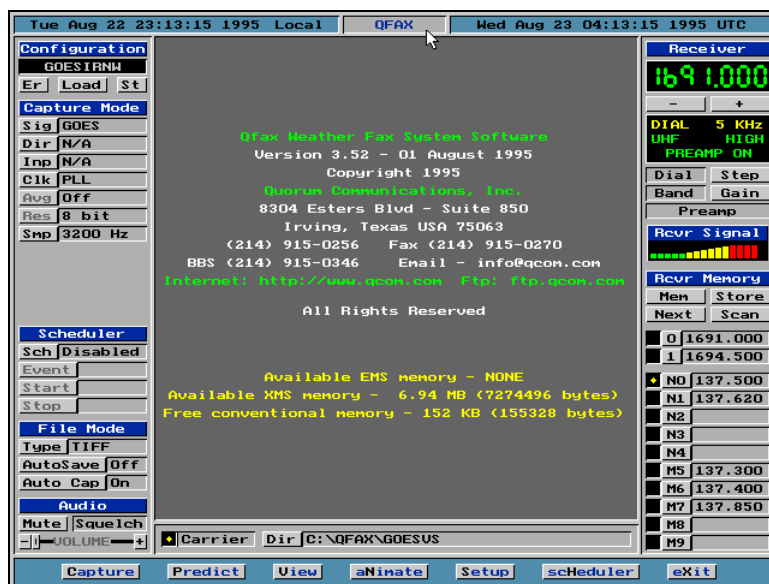 Tue Aug 22 23:13:15 1995 Local QFAX Wed Aug 23 04:13:15 1995 UTC
Configuration
GOESIRNW
Er Load St
Capture Mode
Sig GOES
Dir N/A
Inp N/A
Clk PLL
Avg Off
Res 8 bit
Smp 3200 Hz
Scheduler
Sch Disabled
Event
Start
Stop
File Mode
Type TIFF
AutoSave Off
Auto Cap On
Audio
Mute Squelch
- VOLUME +
Qfax Weather Fax System Software
Version 3.52 - 01 August 1995
Copyright 1995
Quorum Communications, Inc.
8304 Esters Blvd - Suite 850
Irving, Texas USA 75063
(214) 915-0256 Fax (214) 915-0270
BBS (214) 915-0346 Email - info@qcom.com
Internet: http://www.qcom.com Ftp: ftp.qcom.com
All Rights Reserved
Available EMS memory - NONE
Available XMS memory - 6.94 MB (7274496 bytes)
Free conventional memory - 152 KB (155328 bytes)
Carrier Dir C:\QFAX\GOESVS
Receiver
1691.000
- +
DIAL 5 KHz
UHF HIGH
PREAMP ON
Dial Step
Band Gain
Preamp
Rcvr Signal
Rcvr Memory
Mem Store
Next Scan
0 1691.000
1 1694.500
N0 137.500
N1 137.620
N2
N3
N4
M5 137.300
M6 137.400
M7 137.850
M8
M9
Capture Predict View aNimate Setup scHeduler eXit